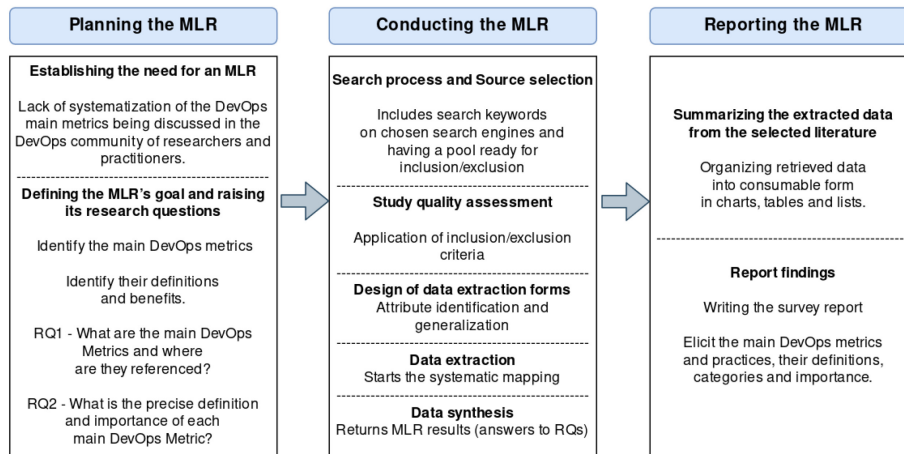 Planning the MLR
Establishing the need for an MLR
Lack of systematization of the DevOps
main metrics being discussed in the
DevOps community of researchers and
practitioners.
Defining the MLR's goal and raising
its research questions
Identify the main DevOps metrics
Identify their definitions
and benefits.
RQ1 - What are the main DevOps
Metrics and where
are they referenced?
RQ2 - What is the precise definition
and importance of each
main DevOps Metric?
Conducting the MLR
Search process and Source selection
Includes search keywords
on chosen search engines and
having a pool ready for
inclusion/exclusion
Study quality assessment
Application of inclusion/exclusion
criteria
Design of data extraction forms
Attribute identification and
generalization
Data extraction
Starts the systematic mapping
Data synthesis
Returns MLR results (answers to RQs)
Reporting the MLR
Summarizing the extracted data
from the selected literature
Organizing retrieved data
into consumable form
in charts, tables and lists.
Report findings
Writing the survey report
Elicit the main DevOps metrics
and practices, their definitions,
categories and importance.